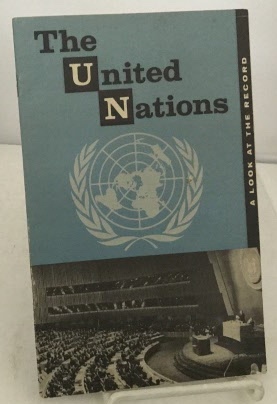 The
United
Nations
A LOOK AT THE RECORD